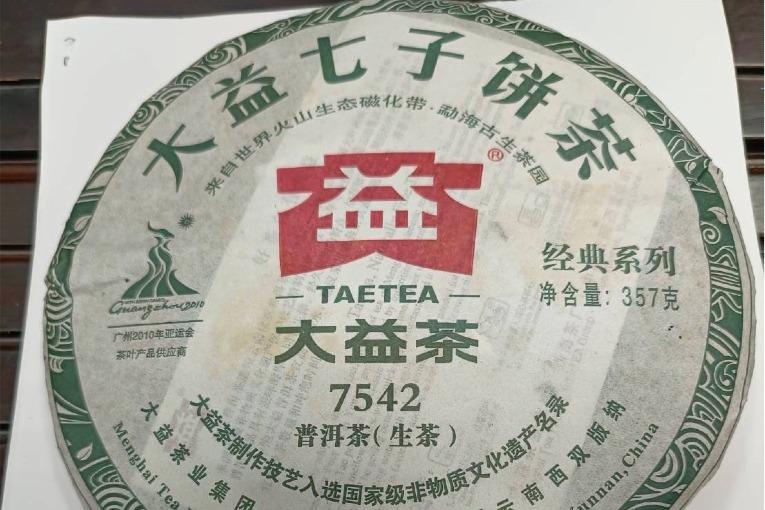 大益七子饼茶
来自世界火山生态磁化带·勐海古生茶园
益®
TAETEA
大益茶
经典系列
净含量: 357克
Guangzhou 2010
广州2010年亚运会
茶叶产品供应商
7542
普洱茶(生茶)
大益茶制作技艺入选国家级非物质文化遗产名录
大益茶业集团
云南西双版纳
Menghai Tea
Yunnan, China